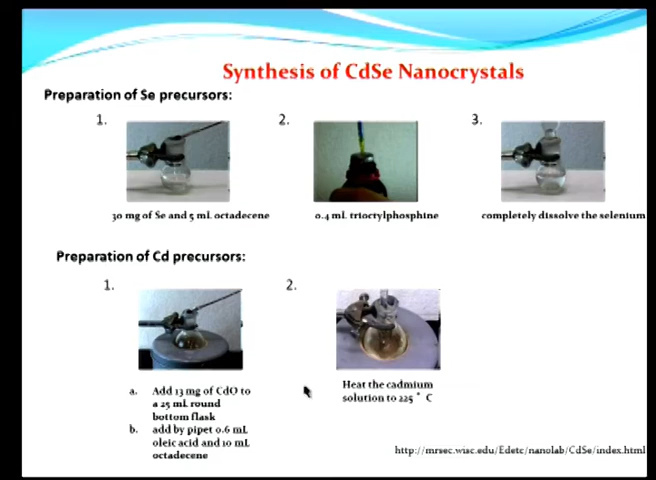 Synthesis of CdSe Nanocrystals
Preparation of Se precursors:
1.
2.
3.
30 mg of Se and 5 mL octadecene
0.4 mL trioctylphosphine
completely dissolve the selenium
Preparation of Cd precursors:
1.
2.
a. Add 13 mg of CdO to
a 25 mL round
bottom flask
b. add by pipet 0.6 mL
oleic acid and 10 mL
octadecene
Heat the cadmium
solution to 225 ° C
http://mrsec.wisc.edu/Edetc/nanolab/CdSe/index.html